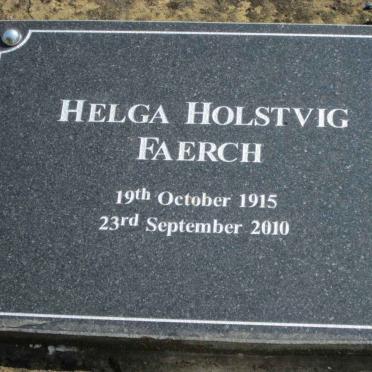 HELGA HOLSTVIG
FAERCH
19th October 1915
23rd September 2010